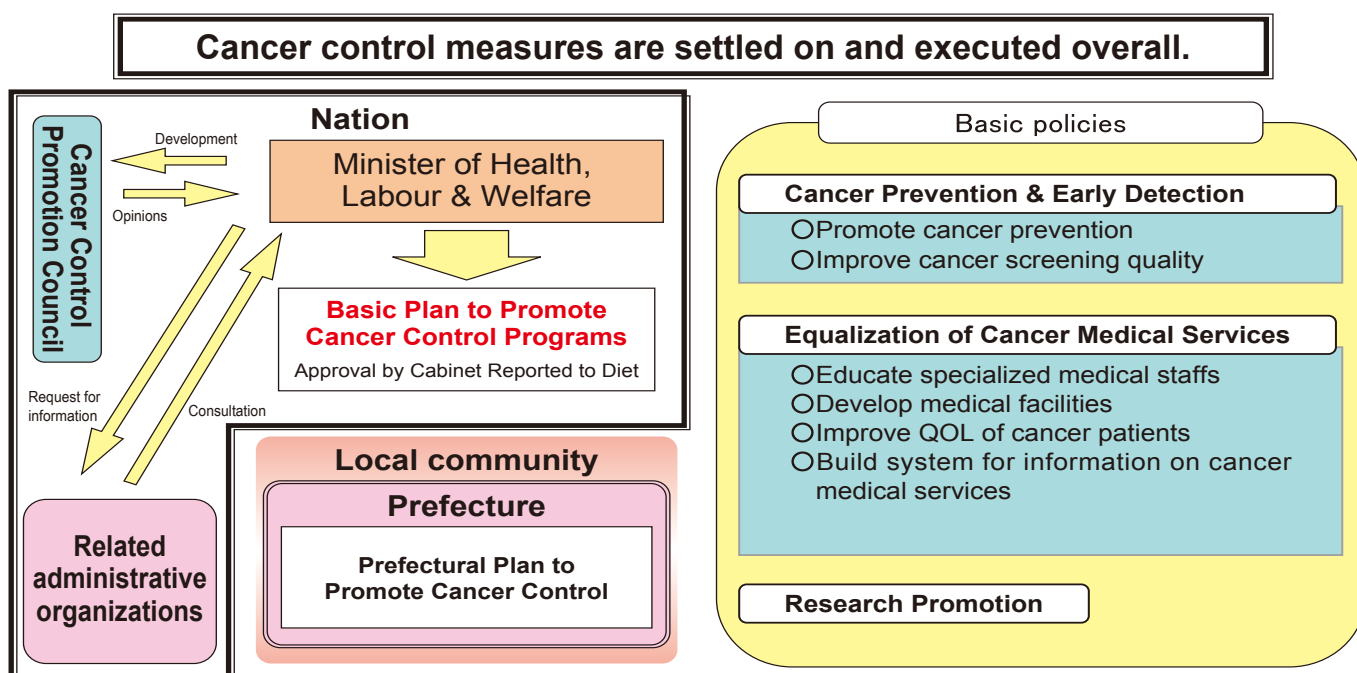 Cancer control measures are settled on and executed overall.
Nation
Cancer Control
Promotion Council
Development
Opinions
Minister of Health,
Labour & Welfare
Basic Plan to Promote
Cancer Control Programs
Approval by Cabinet Reported to Diet
Request for
information
Consultation
Related
administrative
organizations
Local community
Prefecture
Prefectural Plan to
Promote Cancer Control
Basic policies
Cancer Prevention & Early Detection
○Promote cancer prevention
○Improve cancer screening quality
Equalization of Cancer Medical Services
○Educate specialized medical staffs
○Develop medical facilities
○Improve QOL of cancer patients
○Build system for information on cancer
medical services
Research Promotion